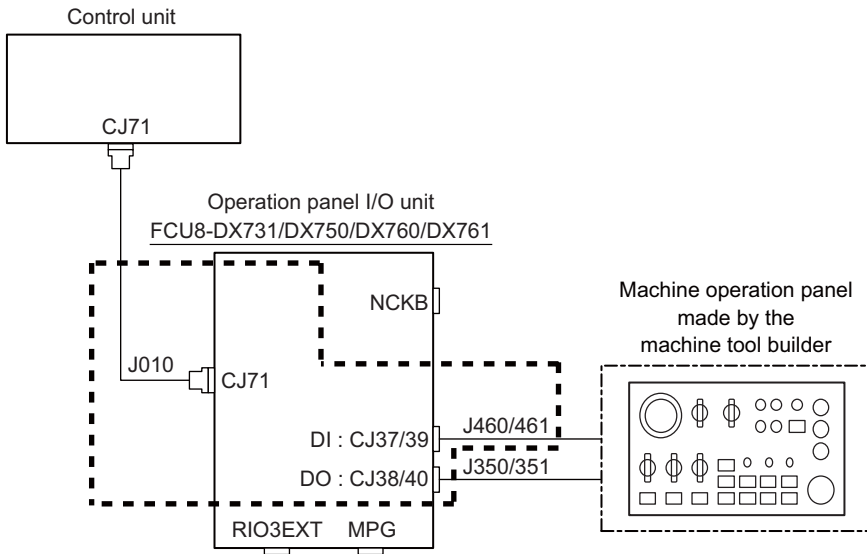 Control unit
CJ71
Operation panel I/O unit
FCU8-DX731/DX750/DX760/DX761
NCKB
Machine operation panel
made by the
machine tool builder
J010
CJ71
DI : CJ37/39
J460/461
DO : CJ38/40
J350/351
RIO3EXT
MPG